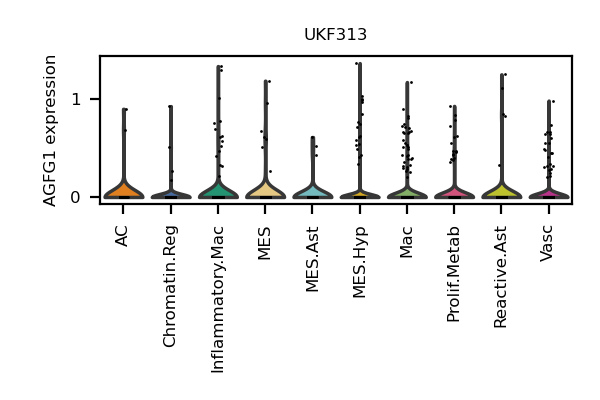 UKF313
AGFG1 expression
1
0
AC
Chromatin.Reg
Inflammatory.Mac
MES
MES.Ast
MES.Hyp
Mac
Prolif.Metab
Reactive.Ast
Vasc